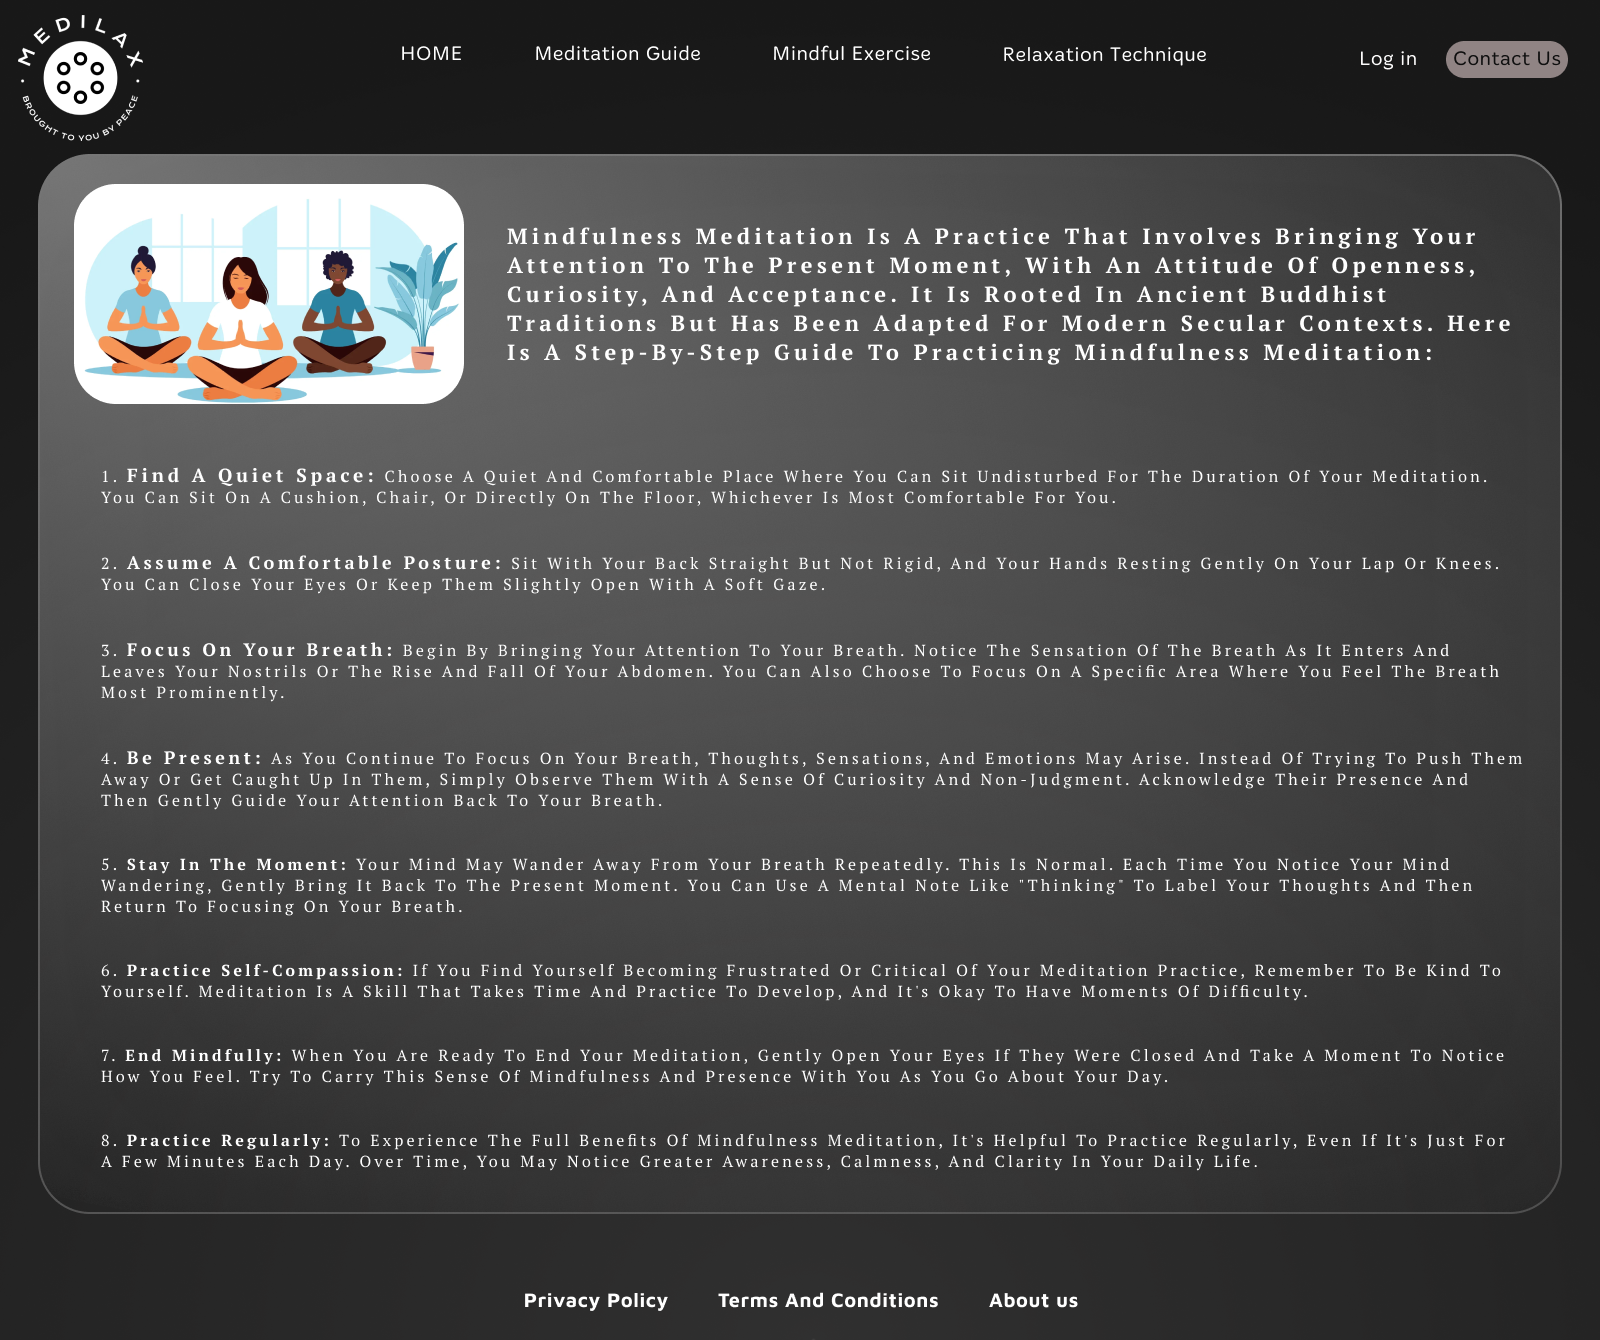 MEDILAX
BROUGHT TO YOU BY PEACE
HOME
Meditation Guide
Mindful Exercise
Relaxation Technique
Log in
Contact Us
Mindfulness Meditation Is A Practice That Involves Bringing Your
Attention To The Present Moment, With An Attitude Of Openness,
Curiosity, And Acceptance. It Is Rooted In Ancient Buddhist
Traditions But Has Been Adapted For Modern Secular Contexts. Here
Is A Step-By-Step Guide To Practicing Mindfulness Meditation:
1. Find A Quiet Space: Choose A Quiet And Comfortable Place Where You Can Sit Undisturbed For The Duration Of Your Meditation.
You Can Sit On A Cushion, Chair, Or Directly On The Floor, Whichever Is Most Comfortable For You.
2. Assume A Comfortable Posture: Sit With Your Back Straight But Not Rigid, And Your Hands Resting Gently On Your Lap Or Knees.
You Can Close Your Eyes Or Keep Them Slightly Open With A Soft Gaze.
3. Focus On Your Breath: Begin By Bringing Your Attention To Your Breath. Notice The Sensation Of The Breath As It Enters And
Leaves Your Nostrils Or The Rise And Fall Of Your Abdomen. You Can Also Choose To Focus On A Specific Area Where You Feel The Breath
Most Prominently.
4. Be Present: As You Continue To Focus On Your Breath, Thoughts, Sensations, And Emotions May Arise. Instead Of Trying To Push Them
Away Or Get Caught Up In Them, Simply Observe Them With A Sense Of Curiosity And Non-Judgment. Acknowledge Their Presence And
Then Gently Guide Your Attention Back To Your Breath.
5. Stay In The Moment: Your Mind May Wander Away From Your Breath Repeatedly. This Is Normal. Each Time You Notice Your Mind
Wandering, Gently Bring It Back To The Present Moment. You Can Use A Mental Note Like "Thinking" To Label Your Thoughts And Then
Return To Focusing On Your Breath.
6. Practice Self-Compassion: If You Find Yourself Becoming Frustrated Or Critical Of Your Meditation Practice, Remember To Be Kind To
Yourself. Meditation Is A Skill That Takes Time And Practice To Develop, And It's Okay To Have Moments Of Difficulty.
7. End Mindfully: When You Are Ready To End Your Meditation, Gently Open Your Eyes If They Were Closed And Take A Moment To Notice
How You Feel. Try To Carry This Sense Of Mindfulness And Presence With You As You Go About Your Day.
8. Practice Regularly: To Experience The Full Benefits Of Mindfulness Meditation, It's Helpful To Practice Regularly, Even If It's Just For
A Few Minutes Each Day. Over Time, You May Notice Greater Awareness, Calmness, And Clarity In Your Daily Life.
Privacy Policy
Terms And Conditions
About us